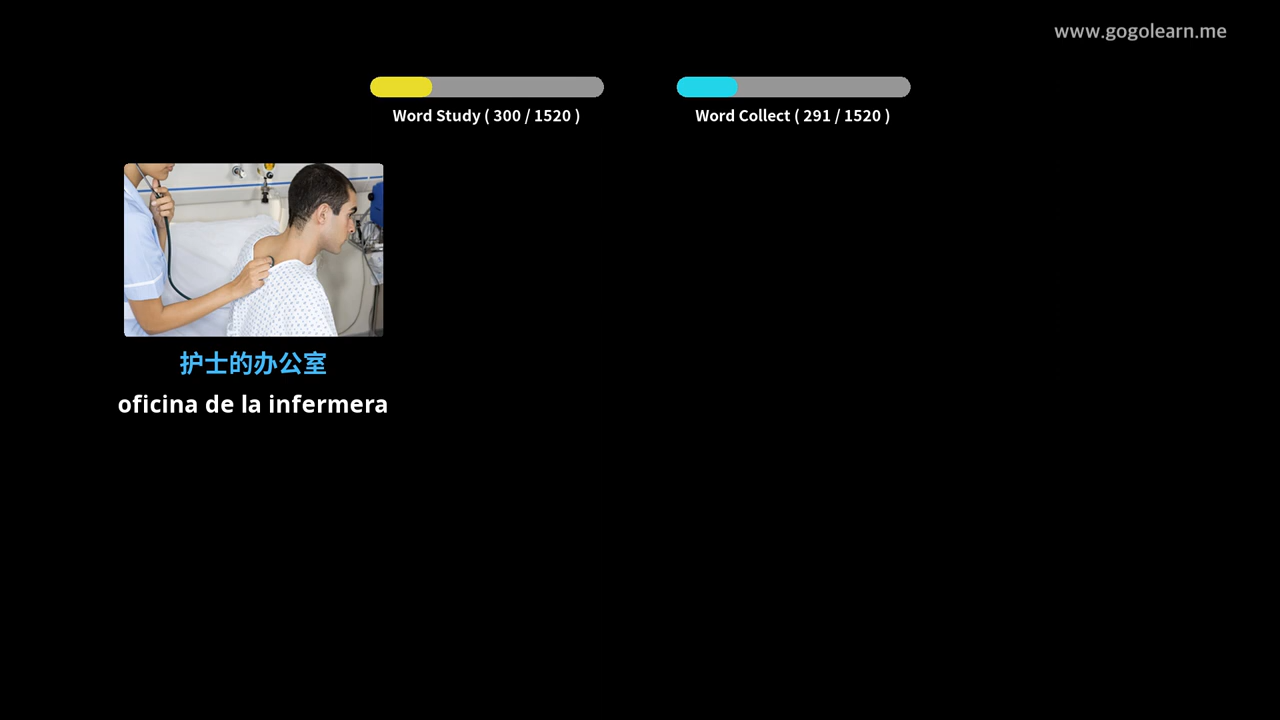 www.gogolearn.me
Word Study ( 300 / 1520 )
Word Collect ( 291 / 1520 )
护士的办公室
oficina de la infermera